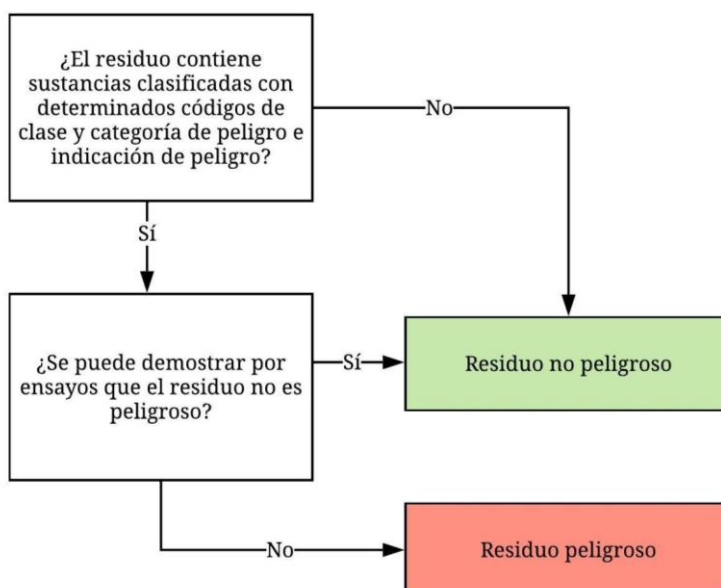 ¿El residuo contiene
sustancias clasificadas con
determinados códigos de
clase y categoría de peligro e
indicación de peligro?
No
Sí
¿Se puede demostrar por
ensayos que el residuo no es
peligroso?
Sí
Residuo no peligroso
No
Residuo peligroso